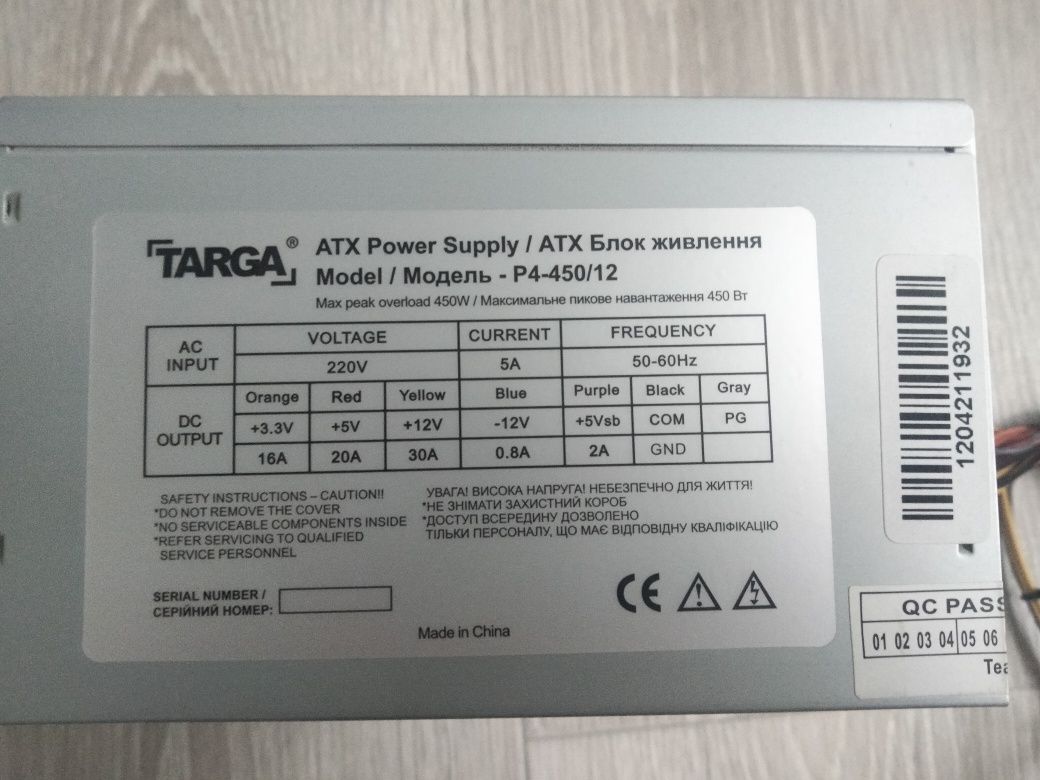 TARGA® ATX Power Supply / ATX Блок живлення
Model / Модель - P4-450/12
Max peak overload 450W / Максимальне пикове навантаження 450 Вт
AC INPUT VOLTAGE CURRENT FREQUENCY
220V 5A 50-60Hz
DC OUTPUT Orange Red Yellow Blue Purple Black Gray
+3.3V +5V +12V -12V +5Vsb COM PG
16A 20A 30A 0.8A 2A GND
SAFETY INSTRUCTIONS – CAUTION!!
*DO NOT REMOVE THE COVER
*NO SERVICEABLE COMPONENTS INSIDE
*REFER SERVICING TO QUALIFIED
SERVICE PERSONNEL
УВАГА! ВИСОКА НАПРУГА! НЕБЕЗПЕЧНО ДЛЯ ЖИТТЯ!
*НЕ ЗНІМАТИ ЗАХИСТНИЙ КОРОБ
*ДОСТУП ВСЕРЕДИНУ ДОЗВОЛЕНО
ТІЛЬКИ ПЕРСОНАЛУ, ЩО МАЄ ВІДПОВІДНУ КВАЛІФІКАЦІЮ
SERIAL NUMBER /
СЕРІЙНИЙ НОМЕР:
CE
Made in China
1204211932
QC PASS
01 02 03 04 05 06